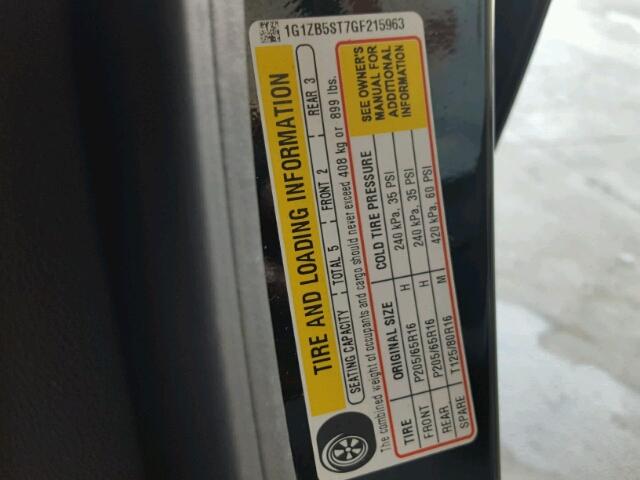 1G1ZB5ST7GF215963
TIRE AND LOADING INFORMATION
SEATING CAPACITY TOTAL 5 FRONT 2 REAR 3
The combined weight of occupants and cargo should never exceed 408 kg or 899 lbs.
TIRE ORIGINAL SIZE COLD TIRE PRESSURE
FRONT P205/65R16 H 240 kPa, 35 PSI
REAR P205/65R16 H 240 kPa, 35 PSI
SPARE T125/80R16 M 420 kPa, 60 PSI
SEE OWNER'S
MANUAL FOR
ADDITIONAL
INFORMATION